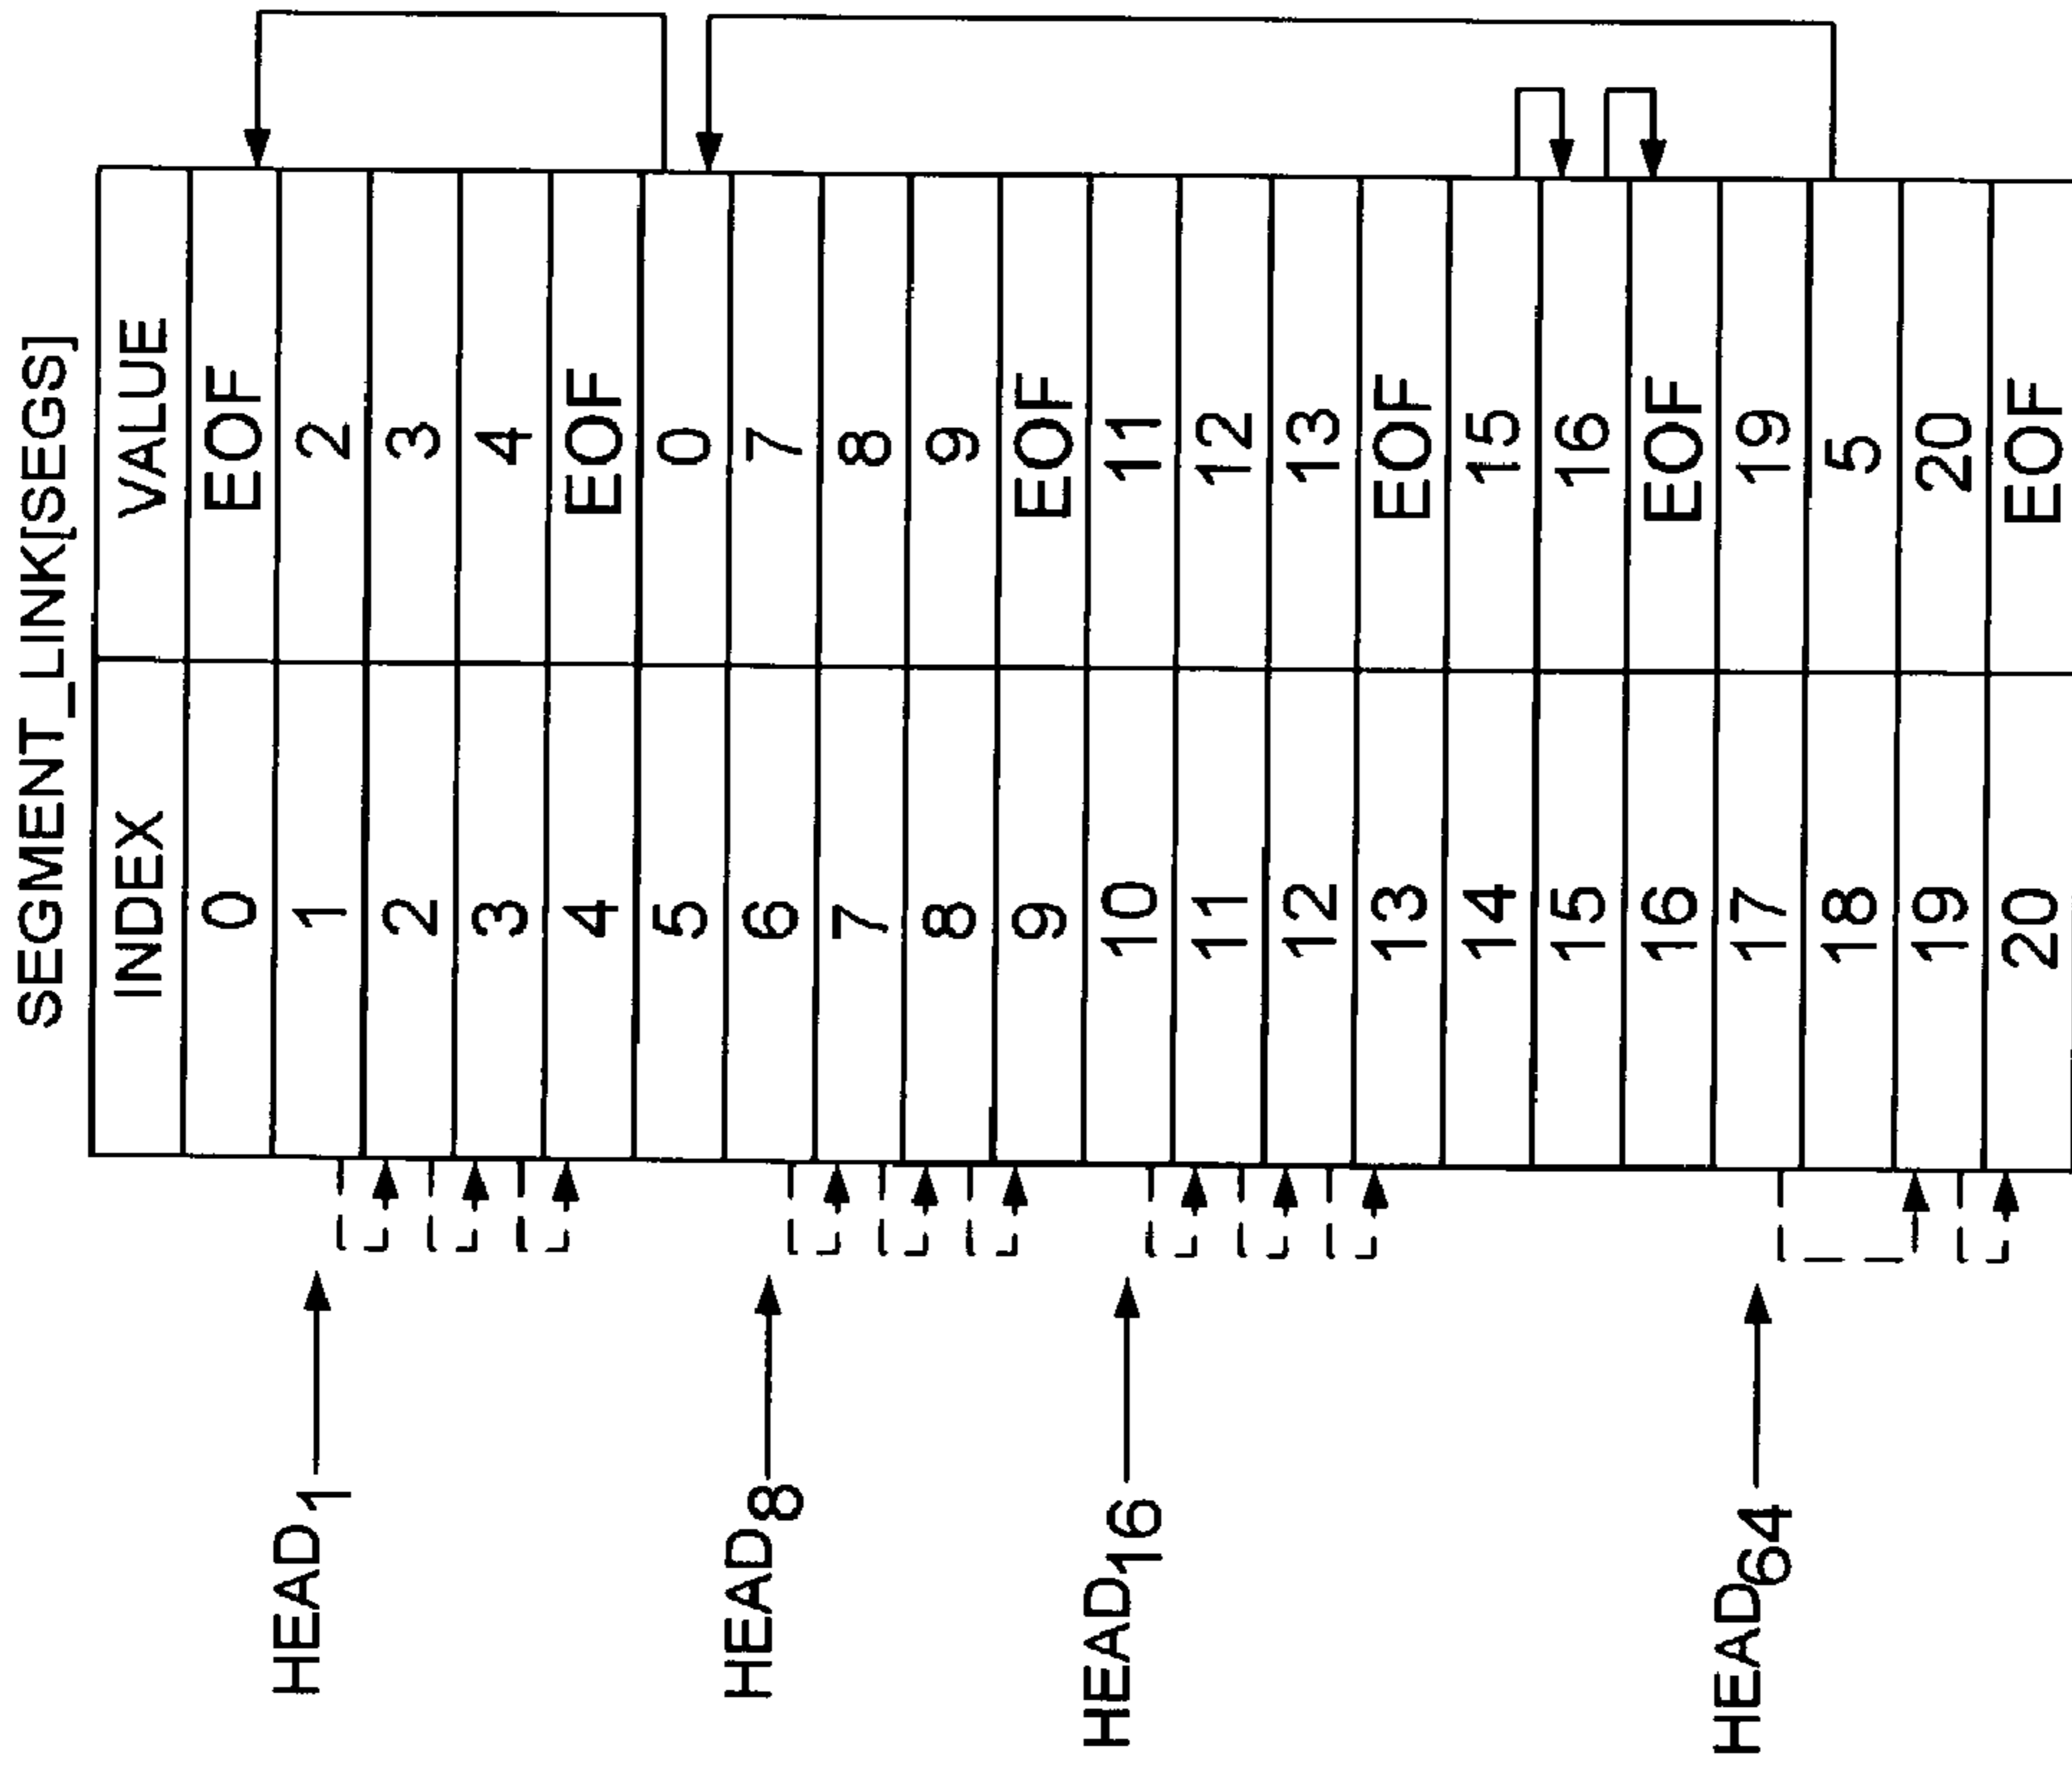 SEGMENT_LINK[SEGS]
INDEX VALUE
0 EOF
1 2
2 3
3 4
4 EOF
5 0
6 7
7 8
8 9
9 EOF
10 11
11 12
12 13
13 EOF
14 15
15 16
16 EOF
17 19
18 5
19 20
20 EOF
HEAD1
HEAD8
HEAD16
HEAD64